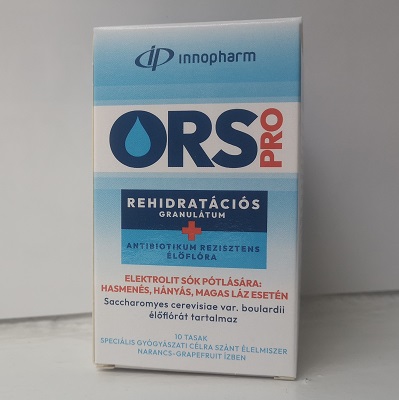 innopharm
ORS PRO
REHIDRATÁCIÓS
GRANULÁTUM
ANTIBIOTIKUM REZISZTENS
ÉLŐFLÓRA
ELEKTROLIT SÓK PÓTLÁSÁRA:
HASMENÉS, HÁNYÁS, MAGAS LÁZ ESETÉN
Saccharomyes cerevisiae var. boulardii
élőflórát tartalmaz
10 TASAK
SPECIÁLIS GYÓGYÁSZATI CÉLRA SZÁNT ÉLELMISZER
NARANCS-GRAPEFRUIT ÍZBEN